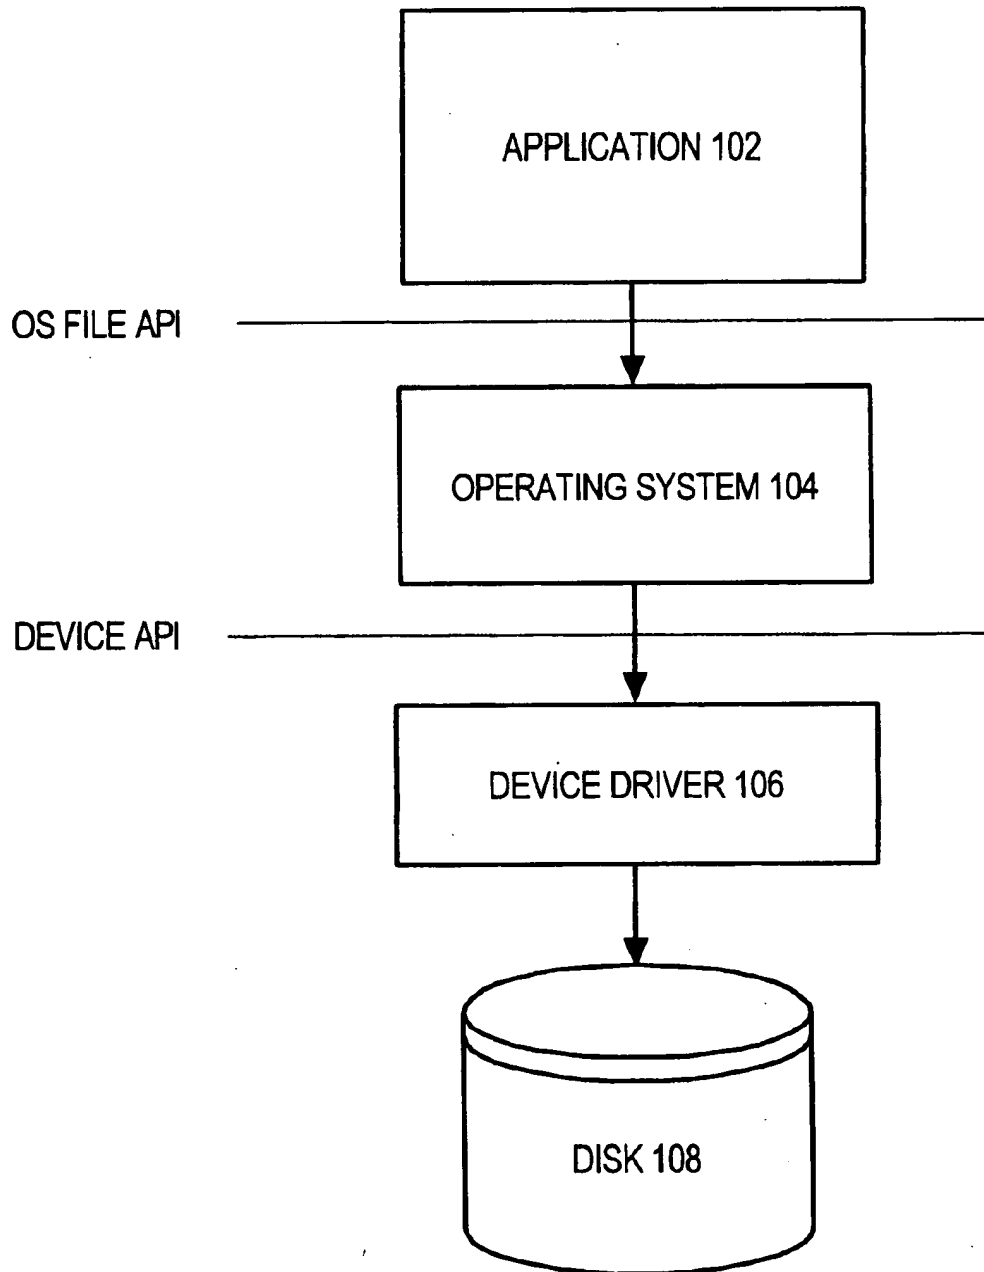 APPLICATION 102
OS FILE API
OPERATING SYSTEM 104
DEVICE API
DEVICE DRIVER 106
DISK 108